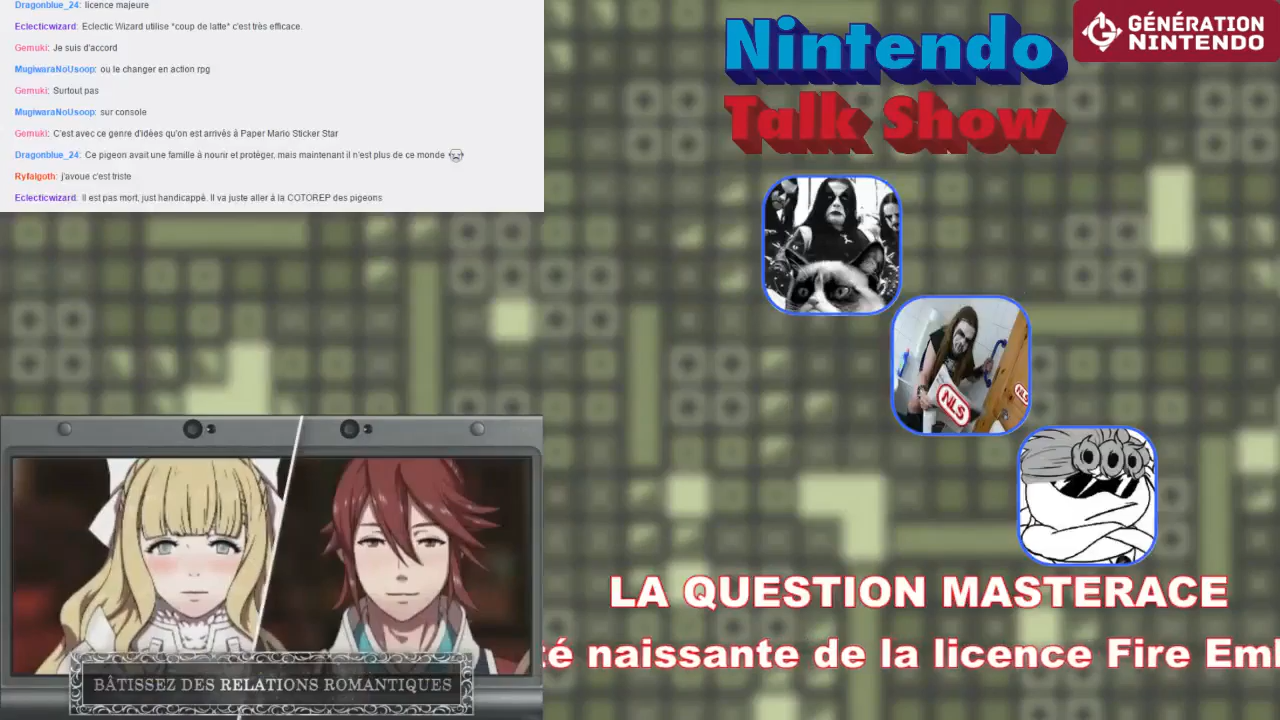 Dragonblue_24: licence majeure
Eclecticwizard: Eclectic Wizard utilise *coup de latte* c'est très efficace.
Gemuki: Je suis d'accord
MugiwaraNoUsoop: ou le changer en action rpg
Gemuki: Surtout pas
MugiwaraNoUsoop: sur console
Gemuki: C'est avec ce genre d'idées qu'on est arrivés à Paper Mario Sticker Star
Dragonblue_24: Ce pigeon avait une famille à nourir et protéger, mais maintenant il n'est plus de ce monde
Ryfalgoth: j'avoue c'est triste
Eclecticwizard: Il est pas mort, just handicappé. Il va juste aller à la COTOREP des pigeons
Nintendo
Talk Show
GÉNÉRATION
NINTENDO
NLS
NLS
LA QUESTION MASTERACE
té naissante de la licence Fire Em
BÂTISSEZ DES RELATIONS ROMANTIQUES